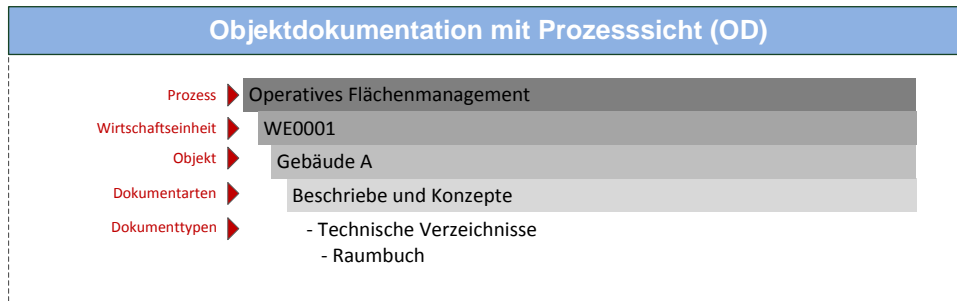 Objektdokumentation mit Prozesssicht (OD)
Prozess Operatives Flächenmanagement
Wirtschaftseinheit WE0001
Objekt Gebäude A
Dokumentarten Beschriebe und Konzepte
Dokumenttypen - Technische Verzeichnisse
- Raumbuch